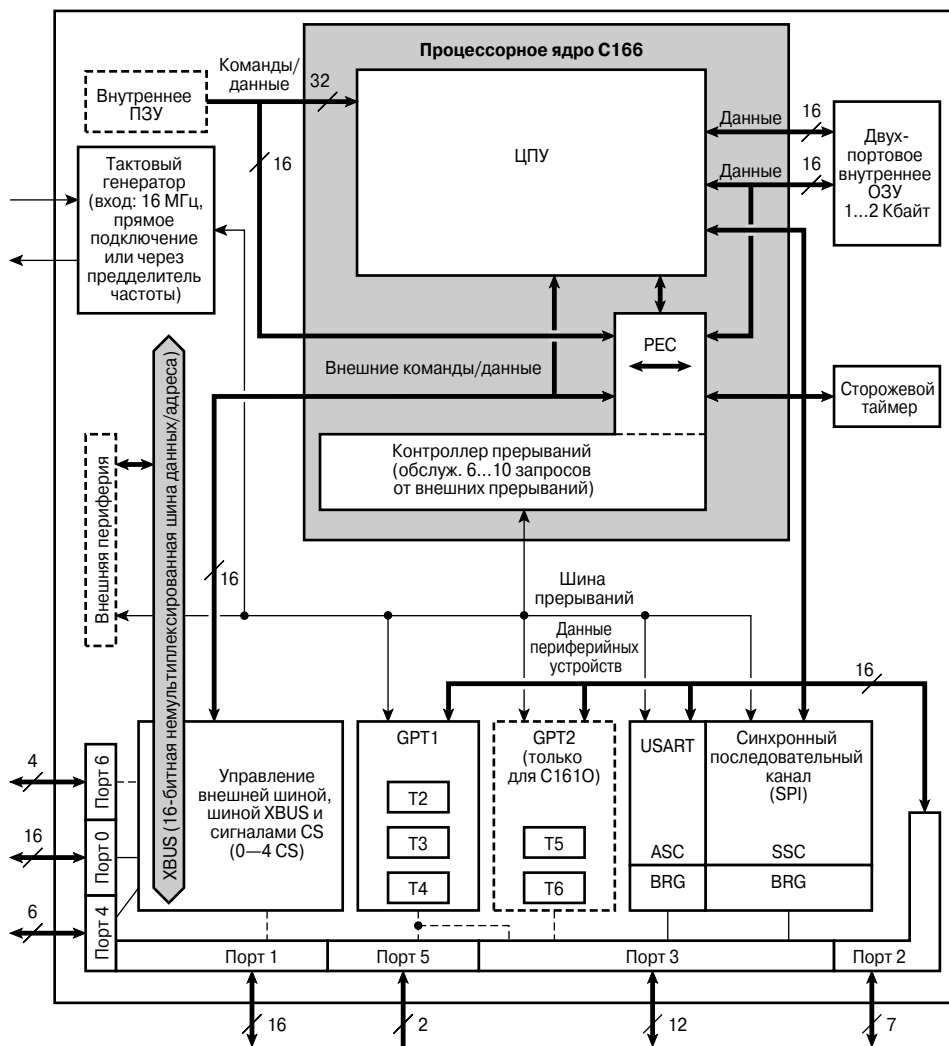 Процессорное ядро C166
Команды/
данные
32
Внутреннее
ПЗУ
16
ЦПУ
Данные
16
Данные
16
Двух-
портовое
внутреннее
ОЗУ
1...2 Кбайт
Тактовый
генератор
(вход: 16 МГц,
прямое
подключение
или через
предделитель
частоты)
PEC
Внешние команды/данные
Сторожевой
таймер
Контроллер прерываний
(обслуж. 6...10 запросов
от внешних прерываний)
XBUS (16-битная немультиплексированная шина данных/адреса)
Внешняя периферия
16
Шина
прерываний
Данные
периферийных
устройств
16
Управление
внешней шиной,
шиной XBUS и
сигналами CS
(0—4 CS)
GPT1
T2
T3
T4
GPT2
(только
для C161O)
T5
T6
USART
ASC
BRG
Синхронный
последовательный
канал
(SPI)
SSC
BRG
4
Порт 6
16
Порт 0
6
Порт 4
Порт 1
Порт 5
Порт 3
Порт 2
16
2
12
7